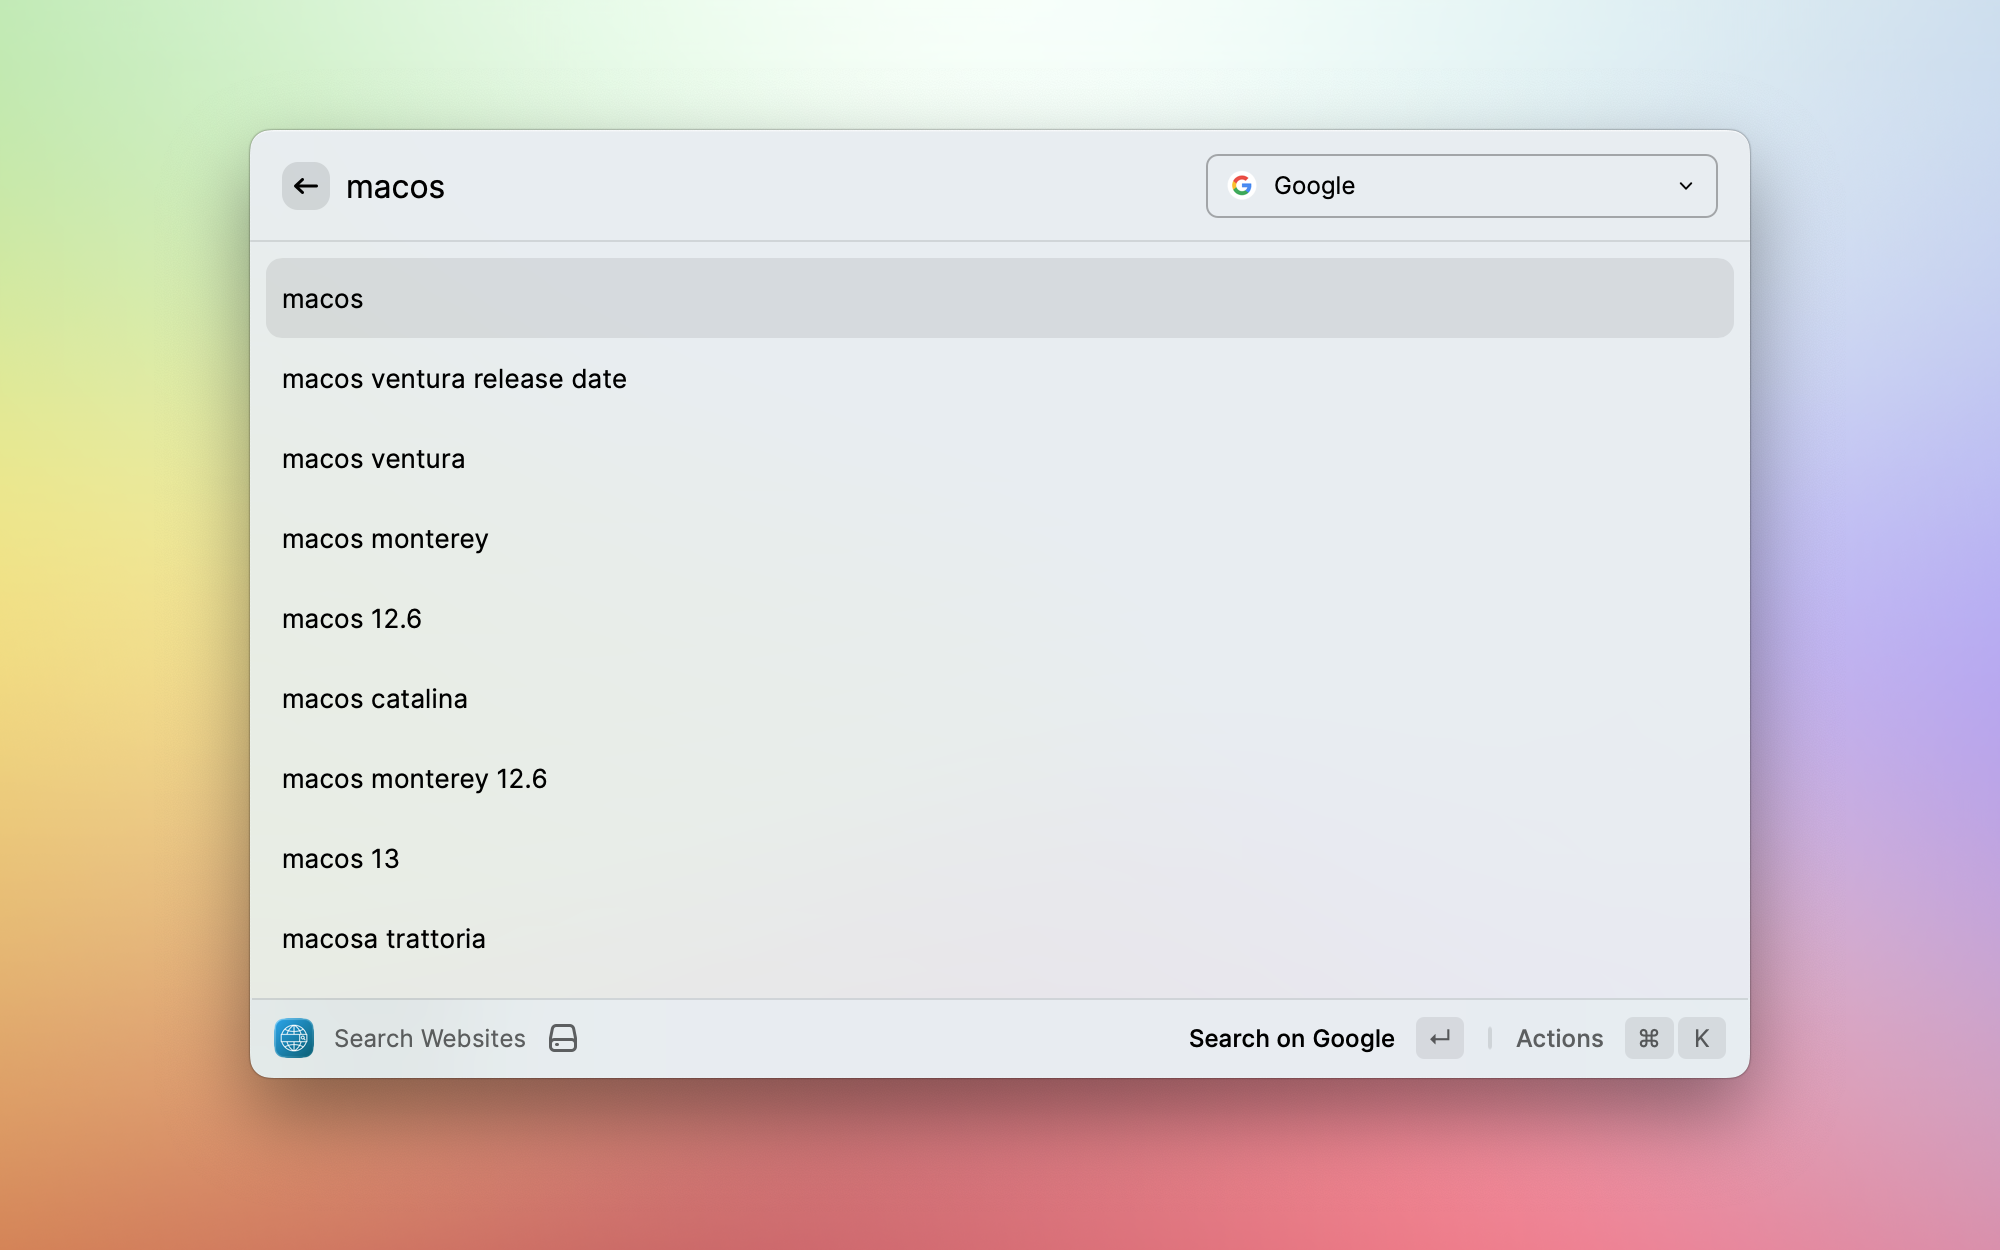 macos
Google
macos
macos ventura release date
macos ventura
macos monterey
macos 12.6
macos catalina
macos monterey 12.6
macos 13
macosa trattoria
Search Websites
Search on Google
Actions ⌘ K